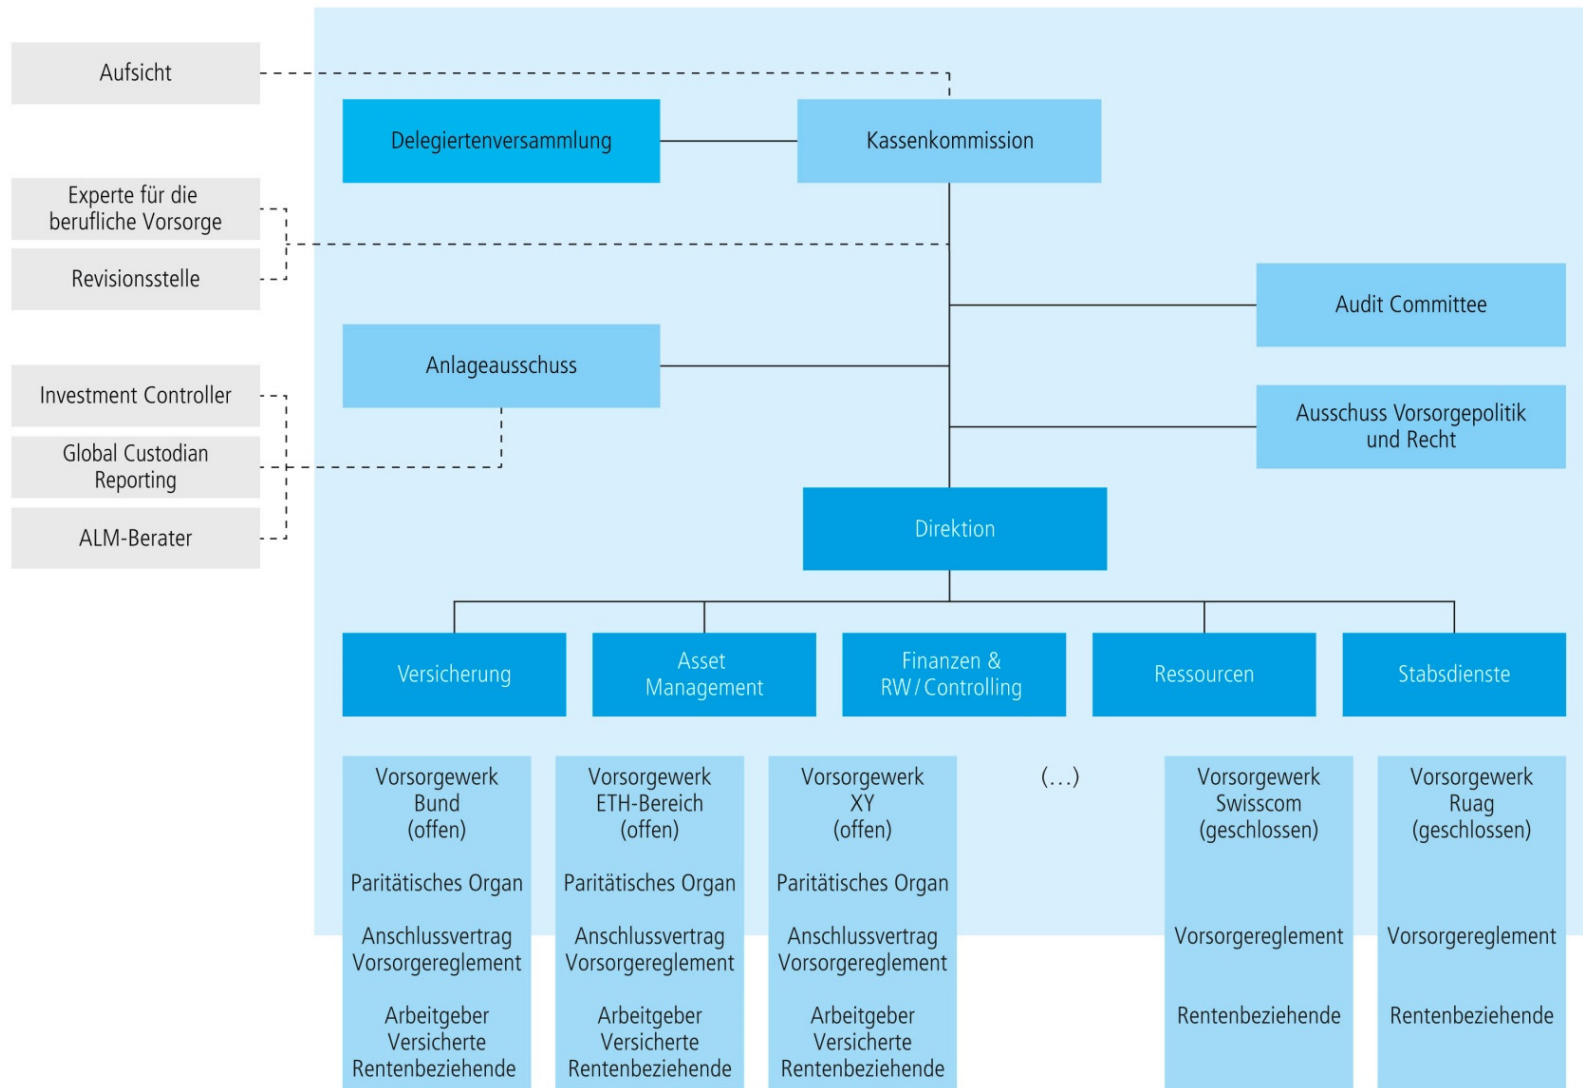 Aufsicht
Delegiertenversammlung
Kassenkommission
Experte für die
berufliche Vorsorge
Revisionsstelle
Audit Committee
Anlageausschuss
Investment Controller
Ausschuss Vorsorgepolitik
und Recht
Global Custodian
Reporting
ALM-Berater
Direktion
Versicherung
Asset
Management
Finanzen &
RW / Controlling
Ressourcen
Stabsdienste
Vorsorgewerk
Bund
(offen)
Paritätisches Organ
Anschlussvertrag
Vorsorgereglement
Arbeitgeber
Versicherte
Rentenbeziehende
Vorsorgewerk
ETH-Bereich
(offen)
Paritätisches Organ
Anschlussvertrag
Vorsorgereglement
Arbeitgeber
Versicherte
Rentenbeziehende
Vorsorgewerk
XY
(offen)
Paritätisches Organ
Anschlussvertrag
Vorsorgereglement
Arbeitgeber
Versicherte
Rentenbeziehende
(...)
Vorsorgewerk
Swisscom
(geschlossen)
Vorsorgereglement
Rentenbeziehende
Vorsorgewerk
Ruag
(geschlossen)
Vorsorgereglement
Rentenbeziehende